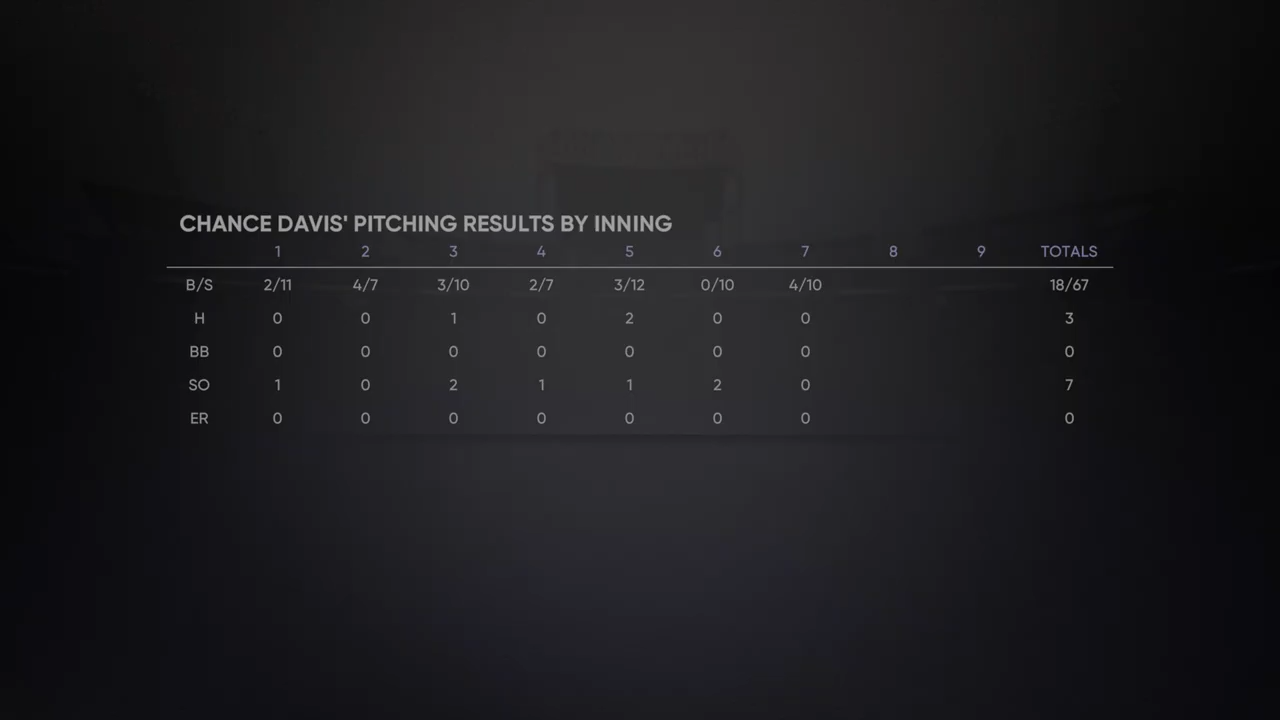 CHANCE DAVIS' PITCHING RESULTS BY INNING
1 2 3 4 5 6 7 8 9 TOTALS
B/S 2/11 4/7 3/10 2/7 3/12 0/10 4/10 18/67
H 0 0 1 0 2 0 0 3
BB 0 0 0 0 0 0 0 0
SO 1 0 2 1 1 2 0 7
ER 0 0 0 0 0 0 0 0